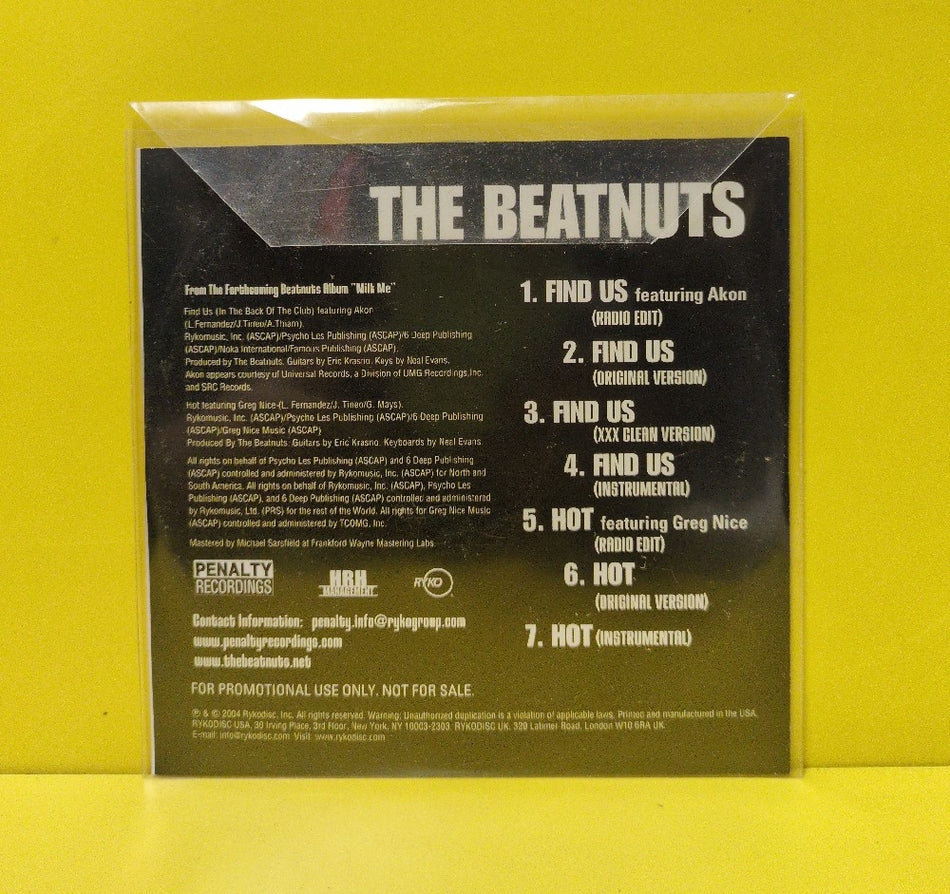 THE BEATNUTS
From The Forthcoming Beatnuts Album "Milk Me"
Find Us (In The Back Of The Club) featuring Akon
(L.Fernandez/J.Tineo/A.Thiam).
Rykomusic, Inc. (ASCAP)/Psycho Les Publishing (ASCAP)/6 Deep Publishing
(ASCAP)/Noka International/Famous Publishing (ASCAP).
Produced by The Beatnuts. Guitars by Eric Krasno. Keys by Neal Evans.
Akon appears courtesy of Universal Records, a Division of UMG Recordings,Inc.
and SRC Records.
Hot featuring Greg Nice-(L. Fernandez/J. Tineo/G. Mays).
Rykomusic, Inc. (ASCAP)/Psycho Les Publishing (ASCAP)/6 Deep Publishing
(ASCAP)/Greg Nice Music (ASCAP)
Produced By The Beatnuts. Guitars by Eric Krasno. Keyboards by Neal Evans.
All rights on behalf of Psycho Les Publishing (ASCAP) and 6 Deep Publishing
(ASCAP) controlled and administered by Rykomusic, Inc. (ASCAP) for North and
South America. All rights on behalf of Rykomusic, Inc. (ASCAP), Psycho Les
Publishing (ASCAP), and 6 Deep Publishing (ASCAP) controlled and administered
by Rykomusic, Ltd. (PRS) for the rest of the World. All rights for Greg Nice Music
(ASCAP) controlled and administered by TCOMG, Inc.
Mastered by Michael Sarsfield at Frankford Wayne Mastering Labs.
PENALTY
RECORDINGS
HRH
MANAGEMENT
RYKO
Contact Information: penalty.info@rykogroup.com
www.penaltyrecordings.com
www.thebeatnuts.net
FOR PROMOTIONAL USE ONLY. NOT FOR SALE.
1. FIND US featuring Akon
(RADIO EDIT)
2. FIND US
(ORIGINAL VERSION)
3. FIND US
(XXX CLEAN VERSION)
4. FIND US
(INSTRUMENTAL)
5. HOT featuring Greg Nice
(RADIO EDIT)
6. HOT
(ORIGINAL VERSION)
7. HOT (INSTRUMENTAL)
℗ & © 2004 Rykodisc, Inc. All rights reserved. Warning: Unauthorized duplication is a violation of applicable laws. Printed and manufactured in the USA.
RYKODISC USA, 30 Irving Place, 3rd Floor, New York, NY 10003-2303. RYKODISC UK, 329 Latimer Road, London W10 6RA UK.
E-mail: info@rykodisc.com Visit: www.rykodisc.com